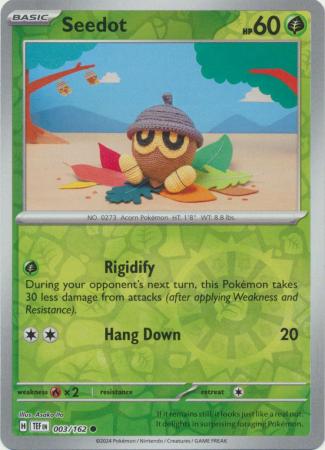 BASIC
Seedot
HP 60
NO. 0273 Acorn Pokémon HT: 1'8" WT: 8.8 lbs.
Rigidify
During your opponent's next turn, this Pokémon takes
30 less damage from attacks (after applying Weakness and
Resistance).
Hang Down 20
weakness ×2 resistance retreat
Illus. Asako Ito
H TEF EN 003/162
If it remains still, it looks just like a real nut.
It delights in surprising foraging Pokémon.
©2024 Pokémon / Nintendo / Creatures / GAME FREAK